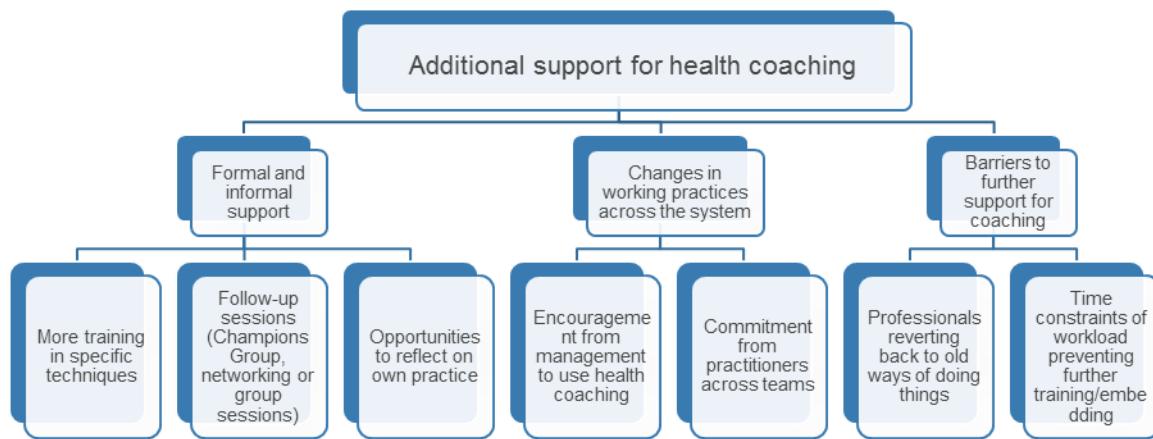 Additional support for health coaching
Formal and
informal
support
Changes in
working practices
across the system
Barriers to
further
support for
coaching
More training
in specific
techniques
Follow-up
sessions
(Champions
Group,
networking or
group
sessions)
Opportunities
to reflect on
own practice
Encourageme
nt from
management
to use health
coaching
Commitment
from
practitioners
across teams
Professionals
reverting
back to old
ways of doing
things
Time
constraints of
workload
preventing
further
training/embe
dding